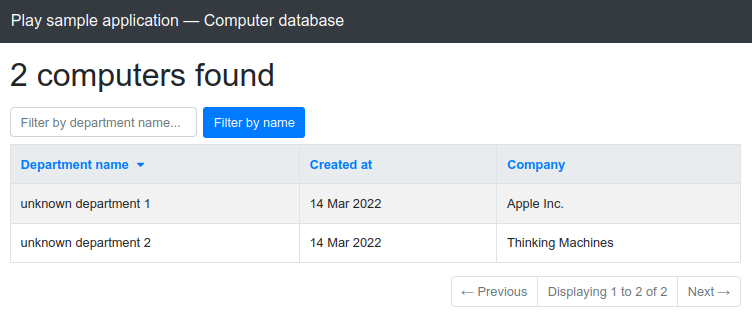 Play sample application — Computer database
2 computers found
Filter by department name... Filter by name
Department name Created at Company
unknown department 1 14 Mar 2022 Apple Inc.
unknown department 2 14 Mar 2022 Thinking Machines
← Previous Displaying 1 to 2 of 2 Next →